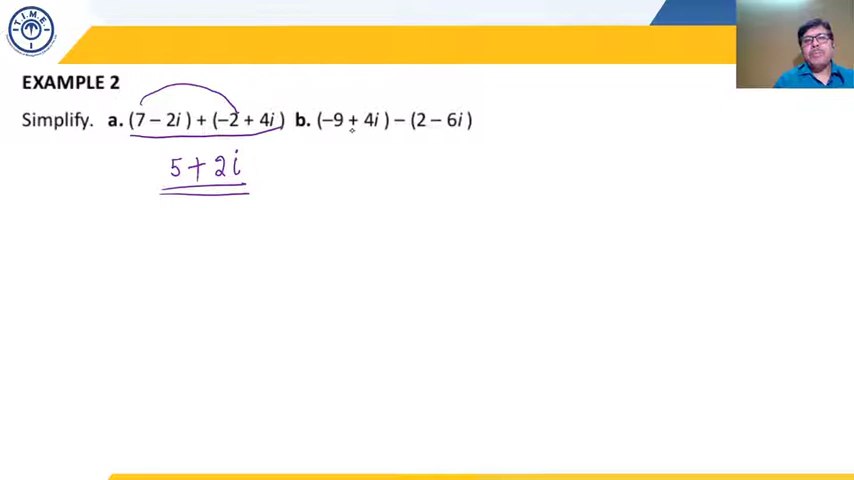 I.T.I.M.E.I
EXAMPLE 2
Simplify. a. (7 – 2i ) + (–2 + 4i ) b. (–9 + 4i ) – (2 – 6i )
5 + 2i